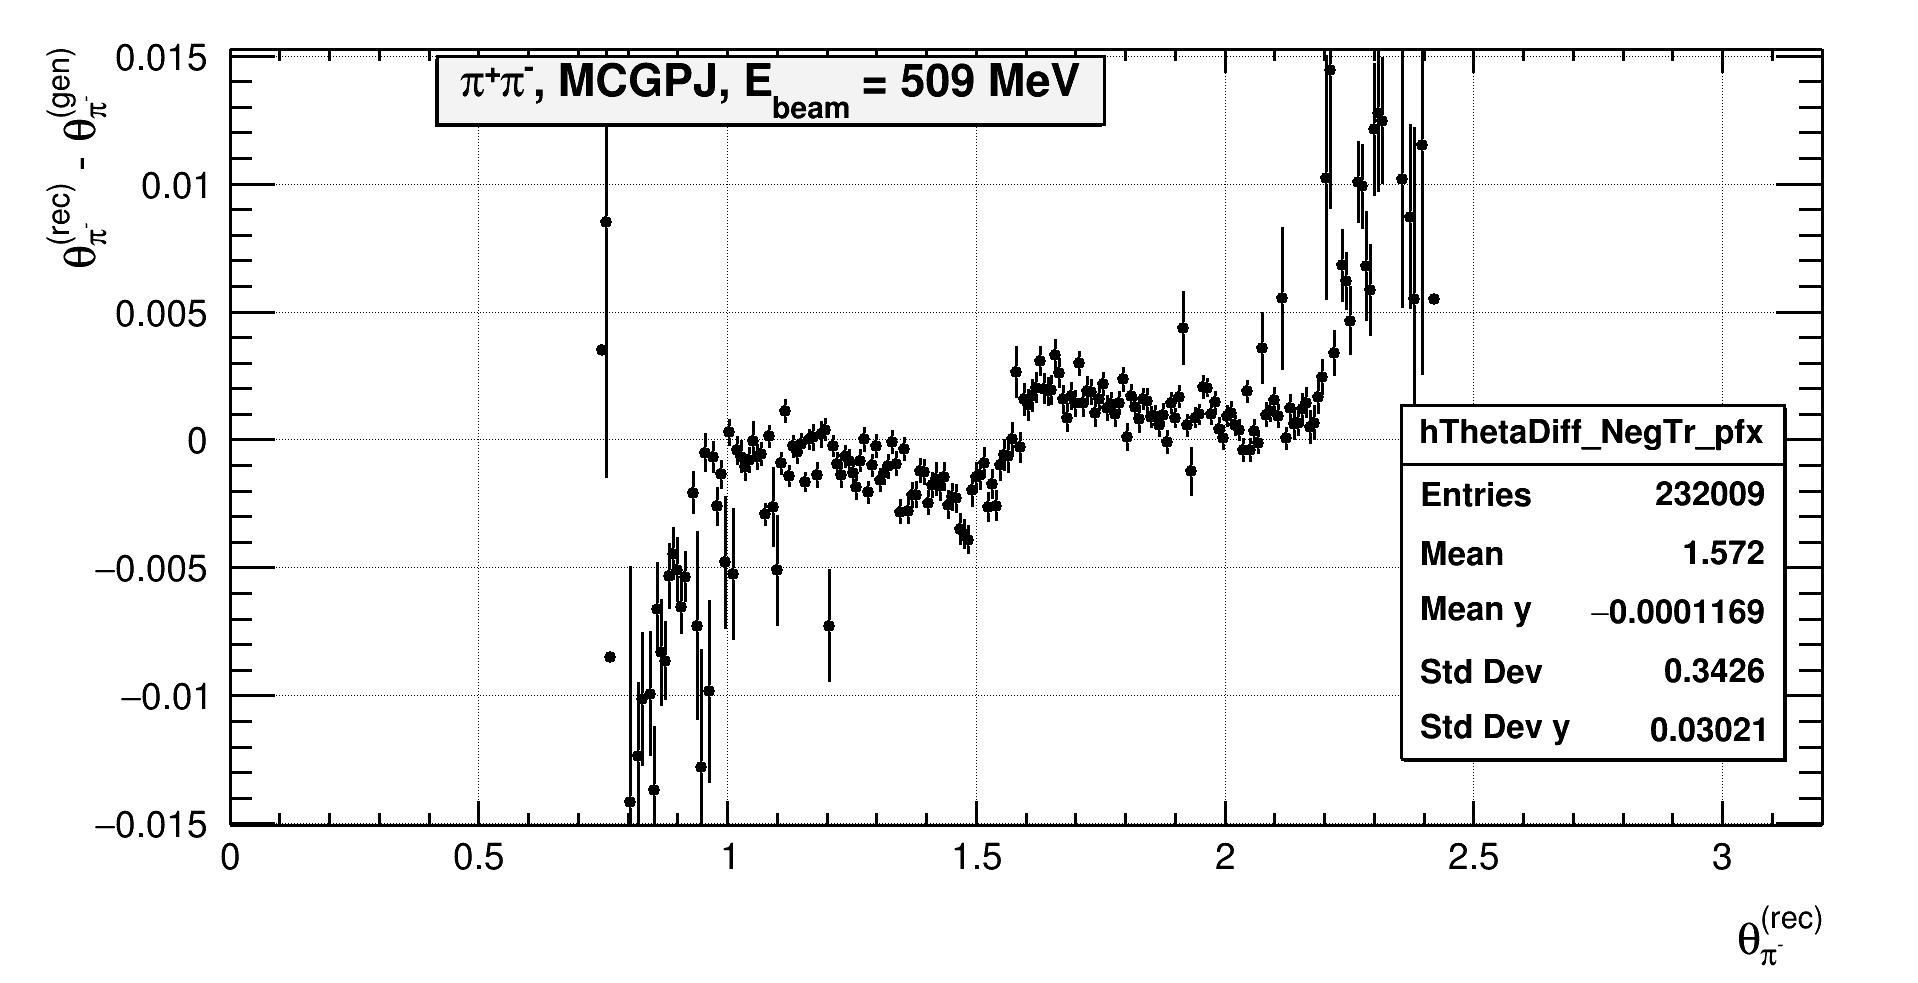 π⁺π⁻, MCGPJ, E_beam = 509 MeV
θ_π⁻^(rec) - θ_π⁻^(gen)
0.015
0.01
0.005
0
−0.005
−0.01
−0.015
0 0.5 1 1.5 2 2.5 3
θ_π⁻^(rec)
hThetaDiff_NegTr_pfx
Entries 232009
Mean 1.572
Mean y −0.0001169
Std Dev 0.3426
Std Dev y 0.03021